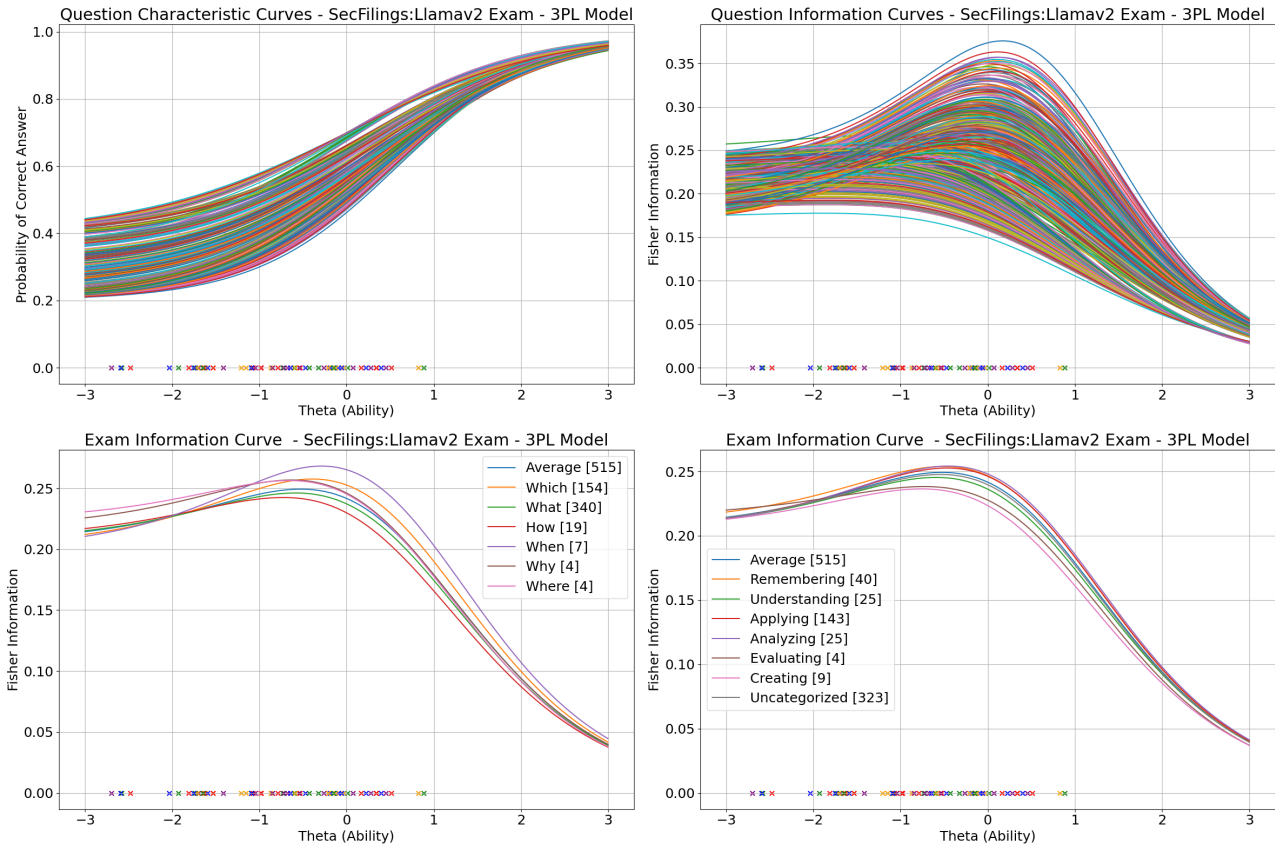 Question Characteristic Curves - SecFilings:Llamav2 Exam - 3PL Model
Probability of Correct Answer
1.0
0.8
0.6
0.4
0.2
0.0
−3
−2
−1
0
1
2
3
Theta (Ability)
Question Information Curves - SecFilings:Llamav2 Exam - 3PL Model
Fisher Information
0.35
0.30
0.25
0.20
0.15
0.10
0.05
0.00
−3
−2
−1
0
1
2
3
Theta (Ability)
Exam Information Curve - SecFilings:Llamav2 Exam - 3PL Model
Fisher Information
0.25
0.20
0.15
0.10
0.05
0.00
−3
−2
−1
0
1
2
3
Theta (Ability)
Average [515]
Which [154]
What [340]
How [19]
When [7]
Why [4]
Where [4]
Exam Information Curve - SecFilings:Llamav2 Exam - 3PL Model
Fisher Information
0.25
0.20
0.15
0.10
0.05
0.00
−3
−2
−1
0
1
2
3
Theta (Ability)
Average [515]
Remembering [40]
Understanding [25]
Applying [143]
Analyzing [25]
Evaluating [4]
Creating [9]
Uncategorized [323]